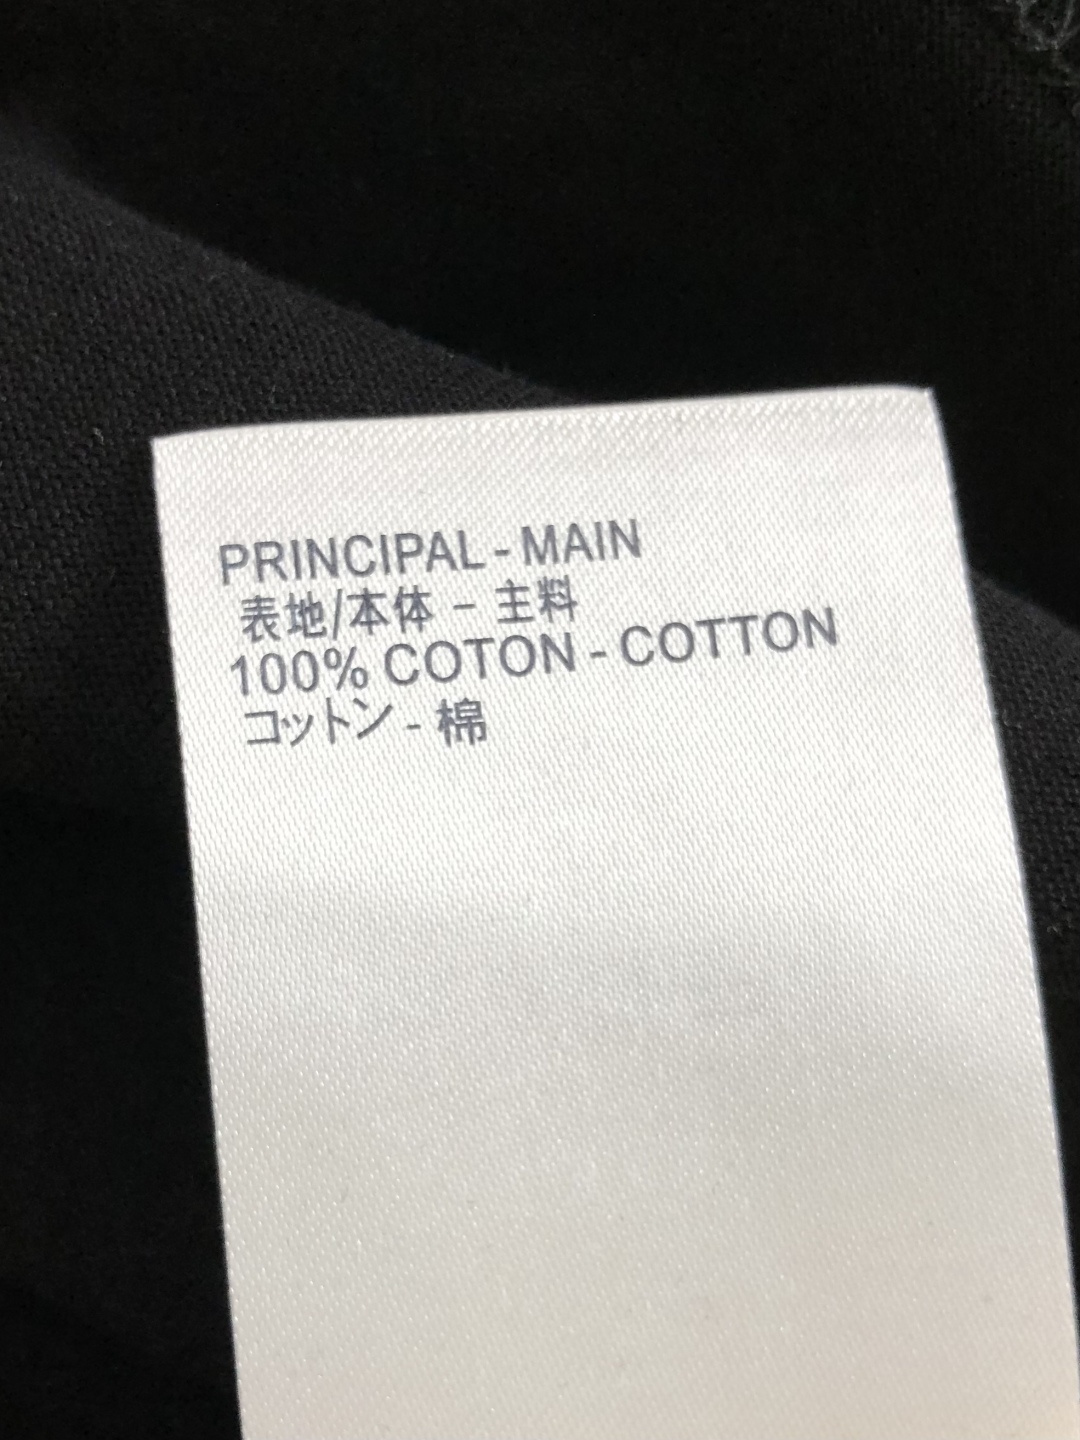 PRINCIPAL - MAIN
表地/本体 - 主料
100% COTON - COTTON
コットン - 棉